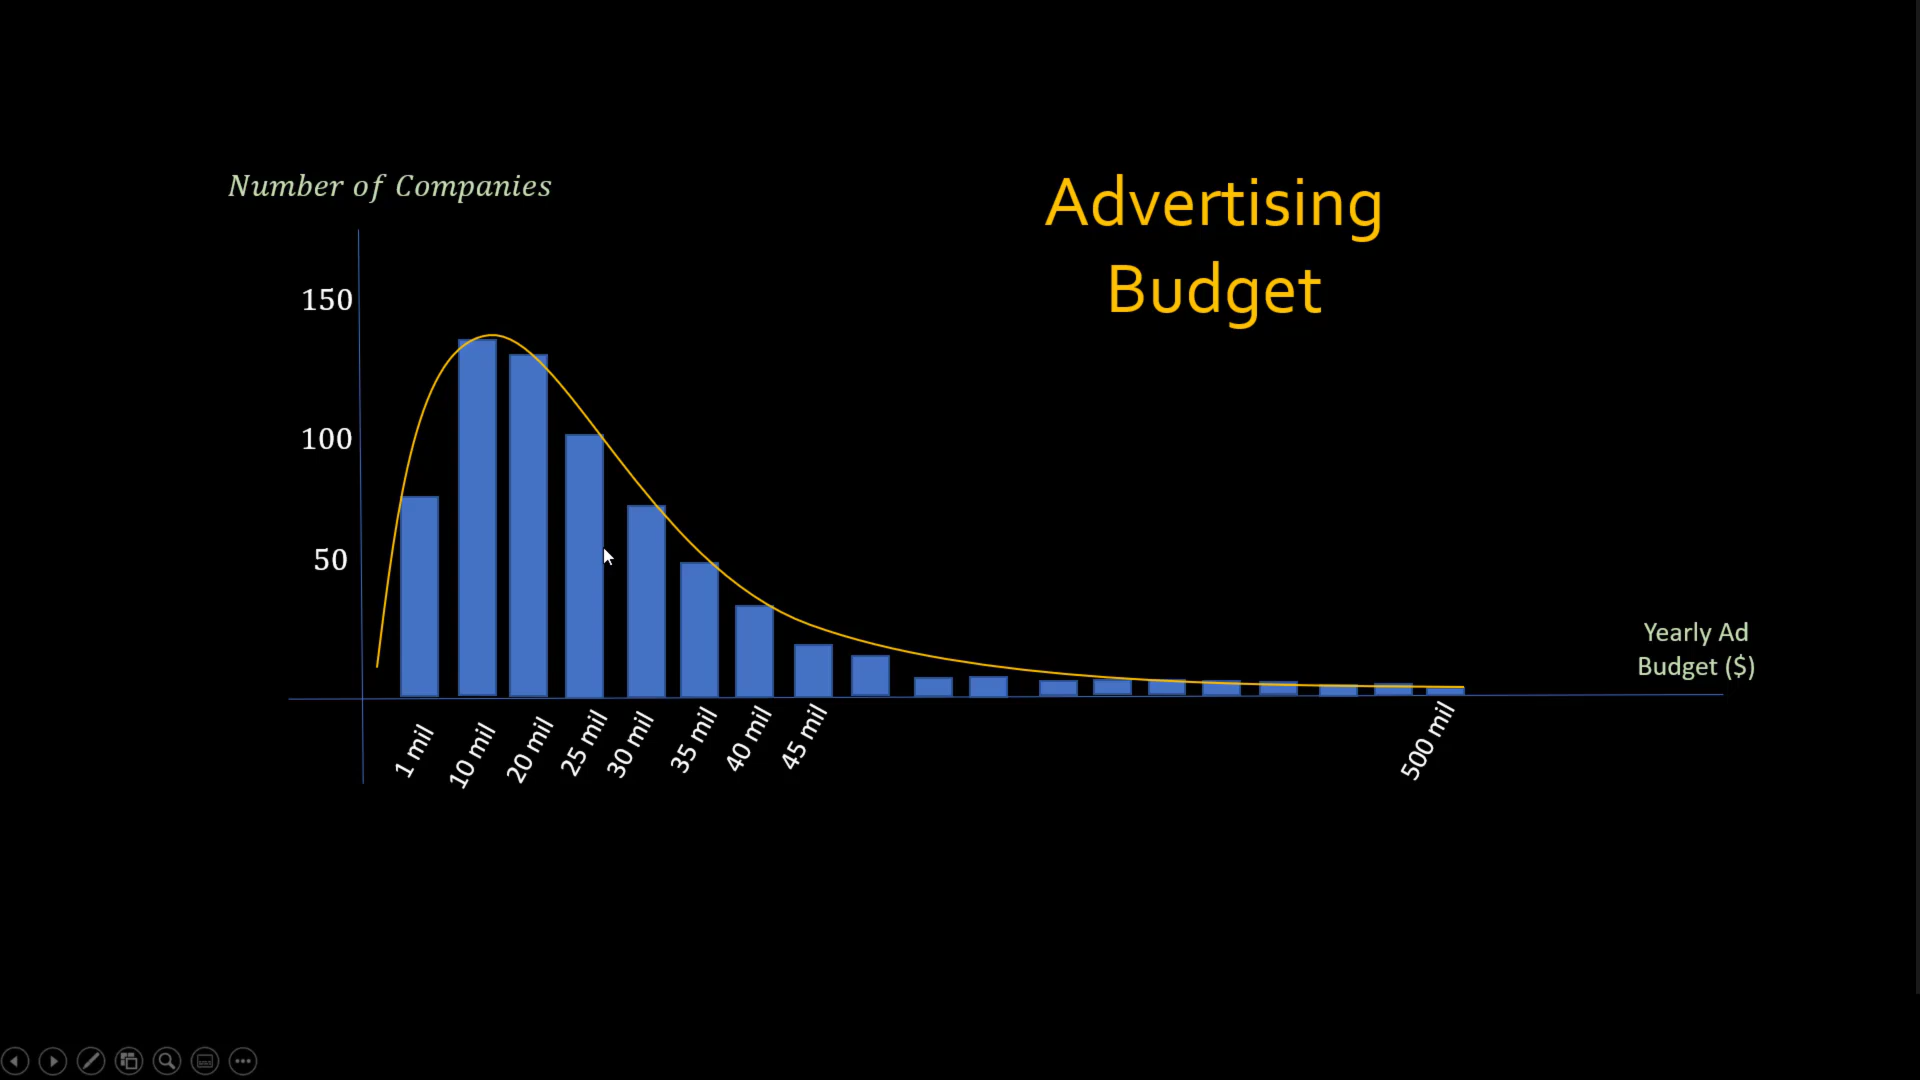 Number of Companies
Advertising
Budget
150
100
50
Yearly Ad
Budget ($)
1 mil
10 mil
20 mil
25 mil
30 mil
35 mil
40 mil
45 mil
500 mil